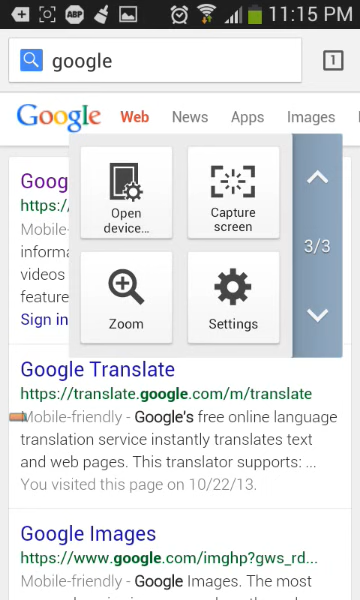 ABP
11:15 PM
google
1
Google Web News Apps Images
Goog
https:/
Mobile-
informa
videos
feature
Sign in
Open
device...
Capture
screen
3/3
Zoom
Settings
Google Translate
https://translate.google.com/m/translate
Mobile-friendly - Google's free online language
translation service instantly translates text
and web pages. This translator supports: ...
You visited this page on 10/22/13.
Google Images
https://www.google.com/imghp?gws_rd...
Mobile-friendly - Google Images. The most